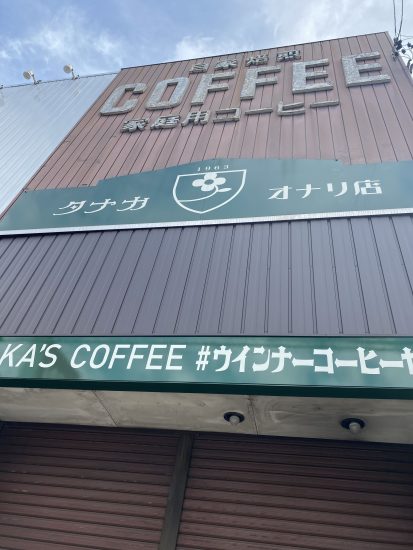 自家焙煎
COFFEE
家庭用コーヒー
1963
タナカ オナリ店
KA'S COFFEE #ウインナーコーヒーヤ